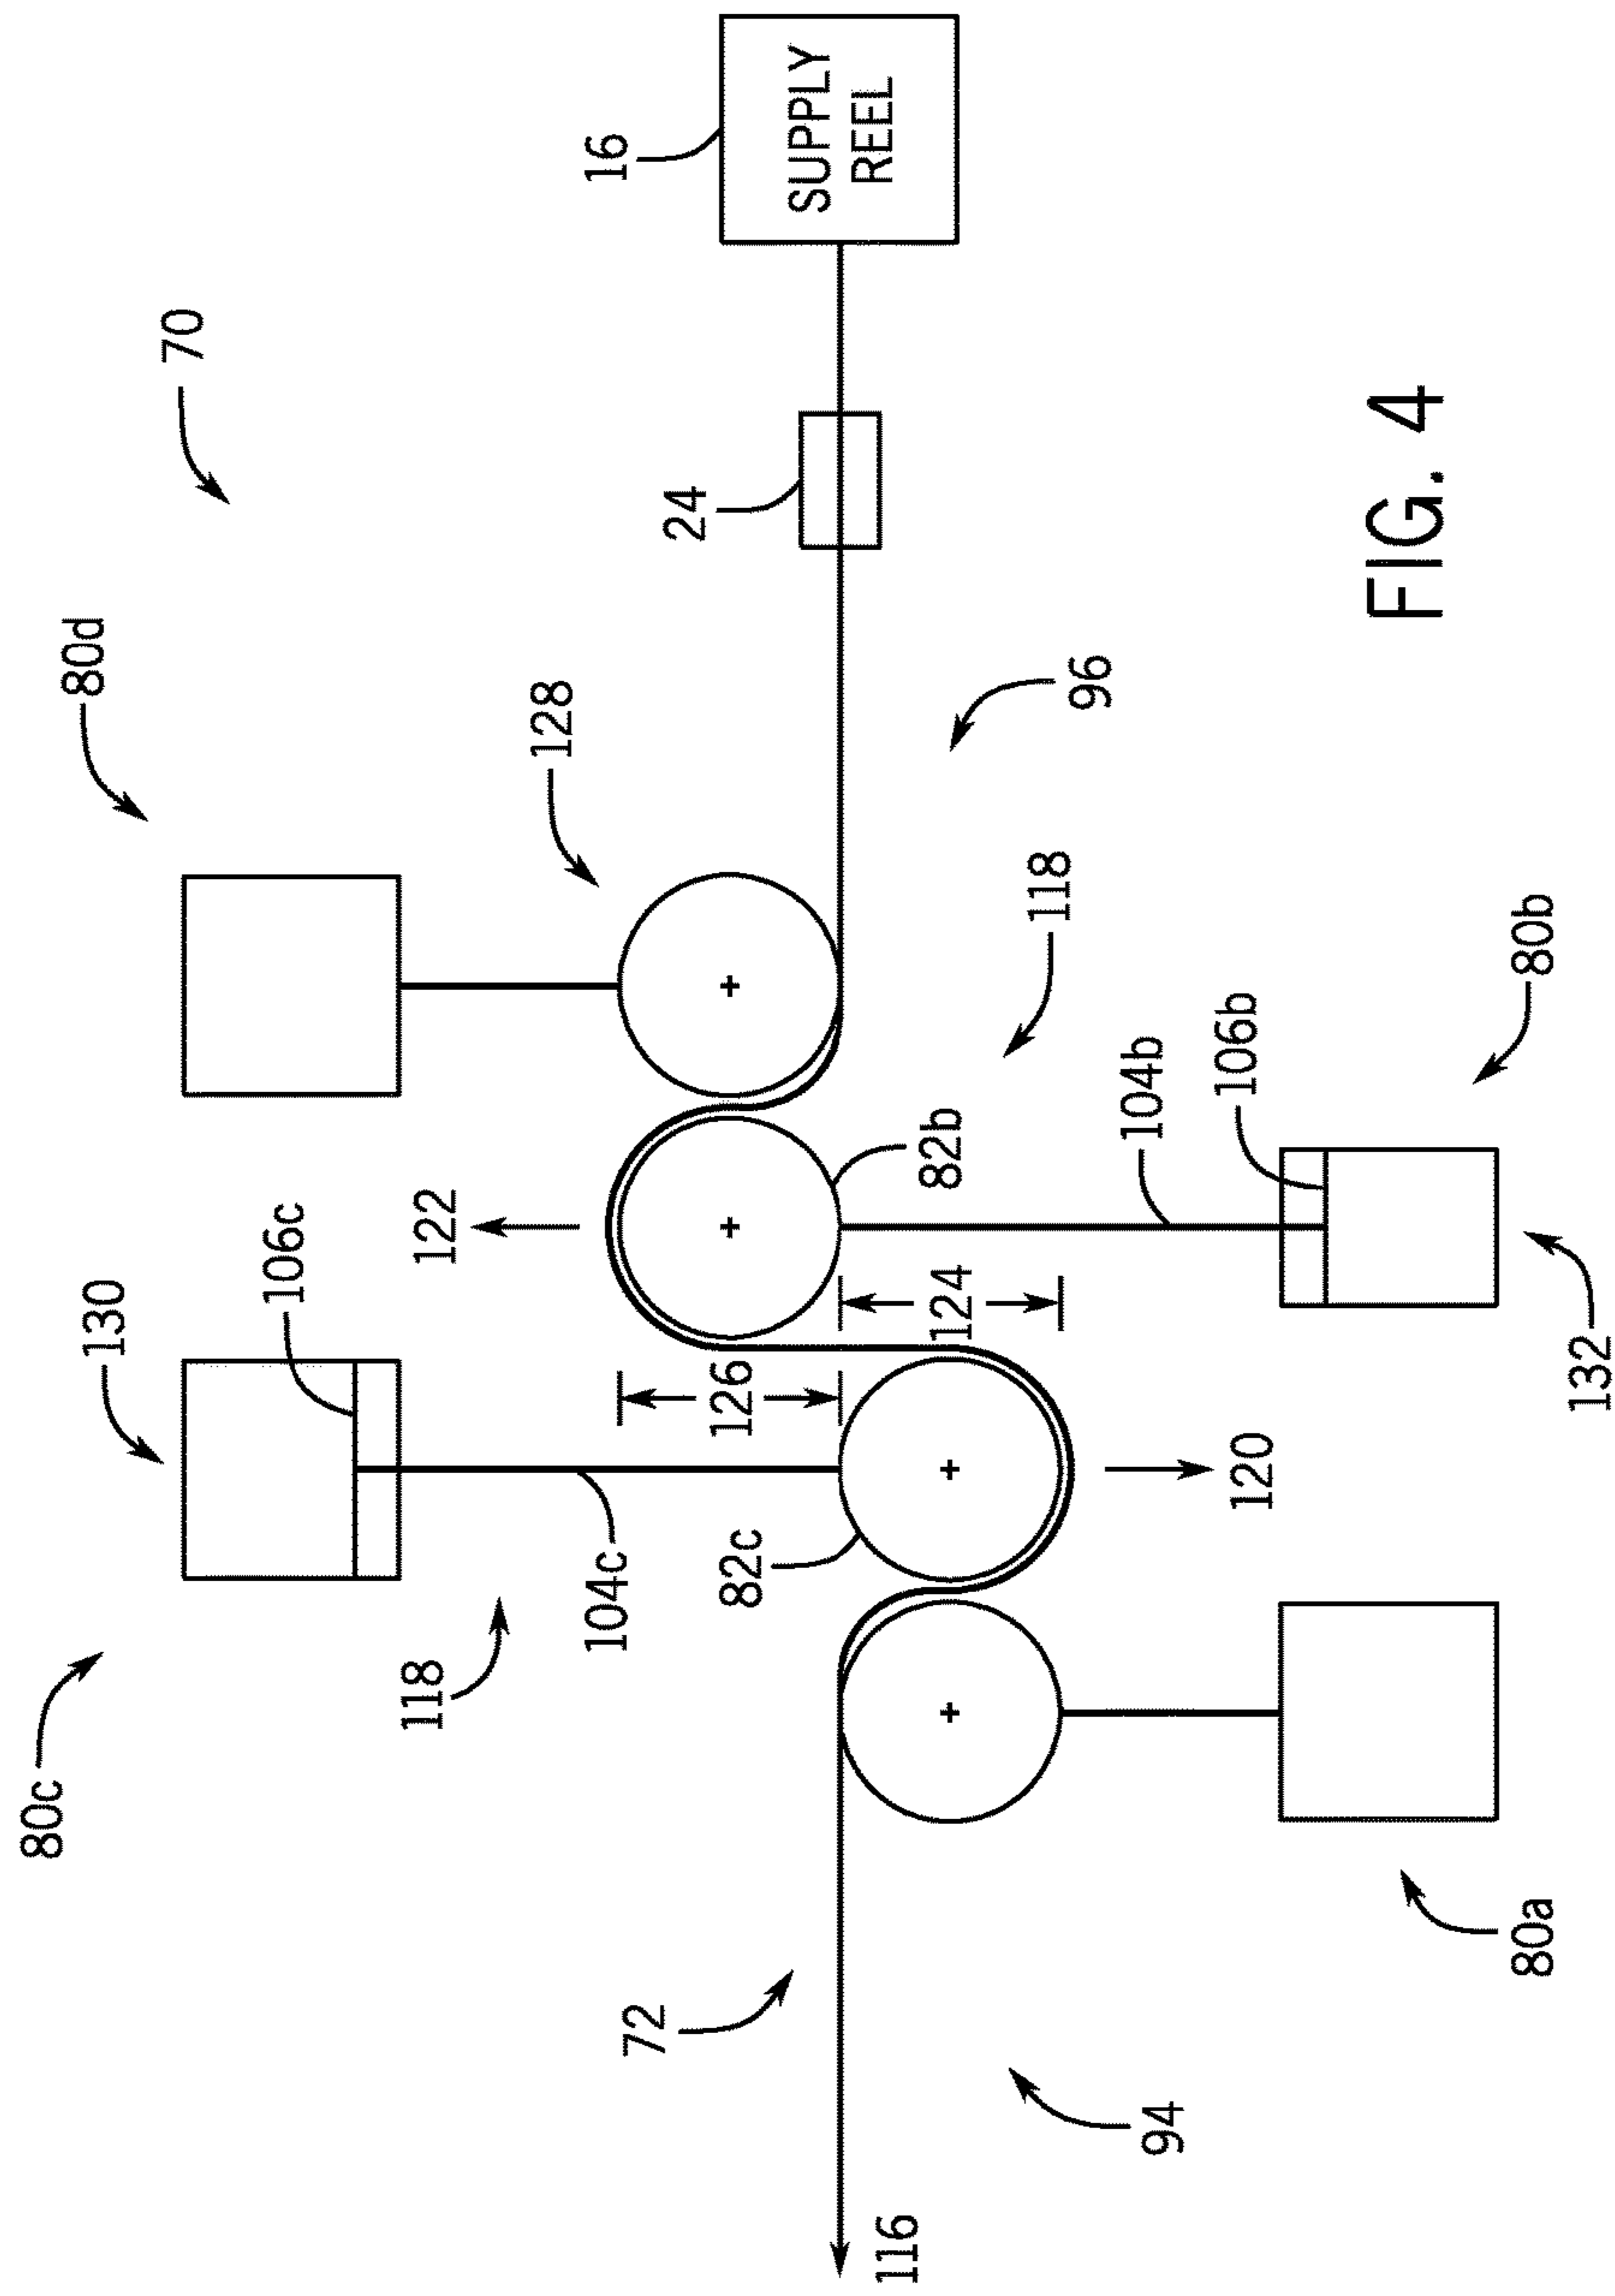 80c
80d
130
70
106c
118
122
128
104c
16
72
24
126
82c
SUPPLY
REEL
116
124
82b
118
96
104b
94
106b
120
FIG. 4
80a
80b
132